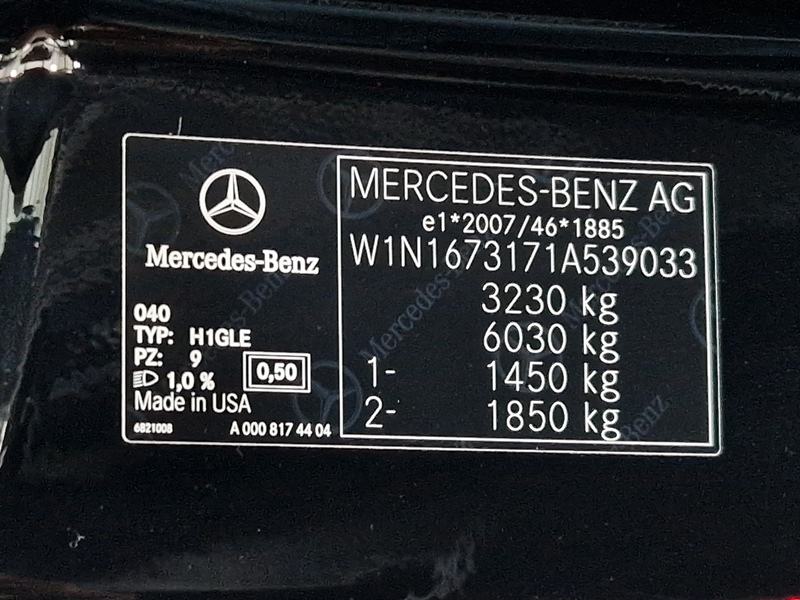 Mercedes-Benz
040
TYP: H1GLE
PZ: 9
1,0 % 0,50
Made in USA
6821008 A 000 817 44 04
MERCEDES-BENZ AG
e1*2007/46*1885
W1N1673171A539033
3230 kg
6030 kg
1- 1450 kg
2- 1850 kg